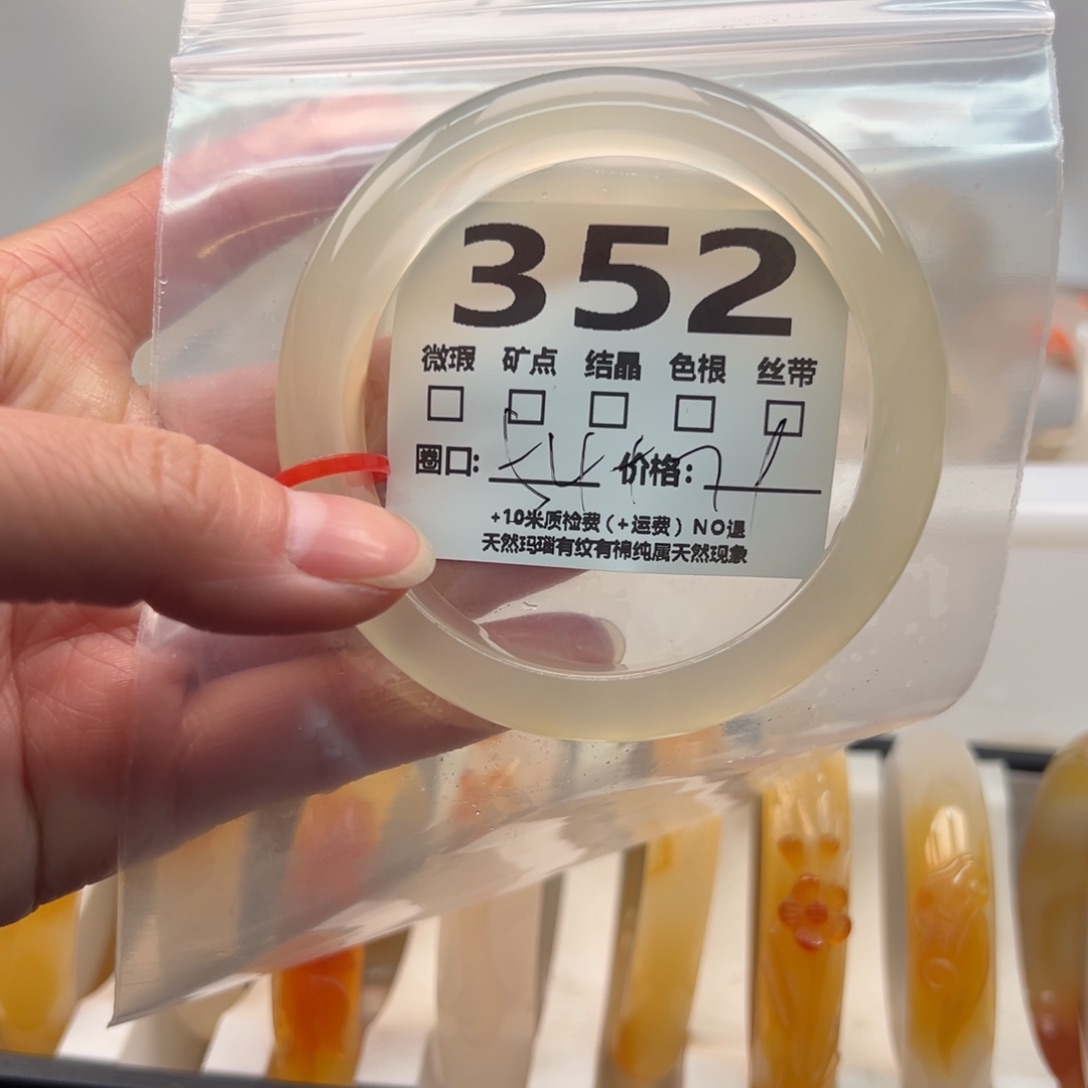 352
微瑕 矿点 结晶 色根 丝带
圈口: 价格:
+10米质检费(+运费) NO退
天然玛瑙有纹有棉纯属天然现象